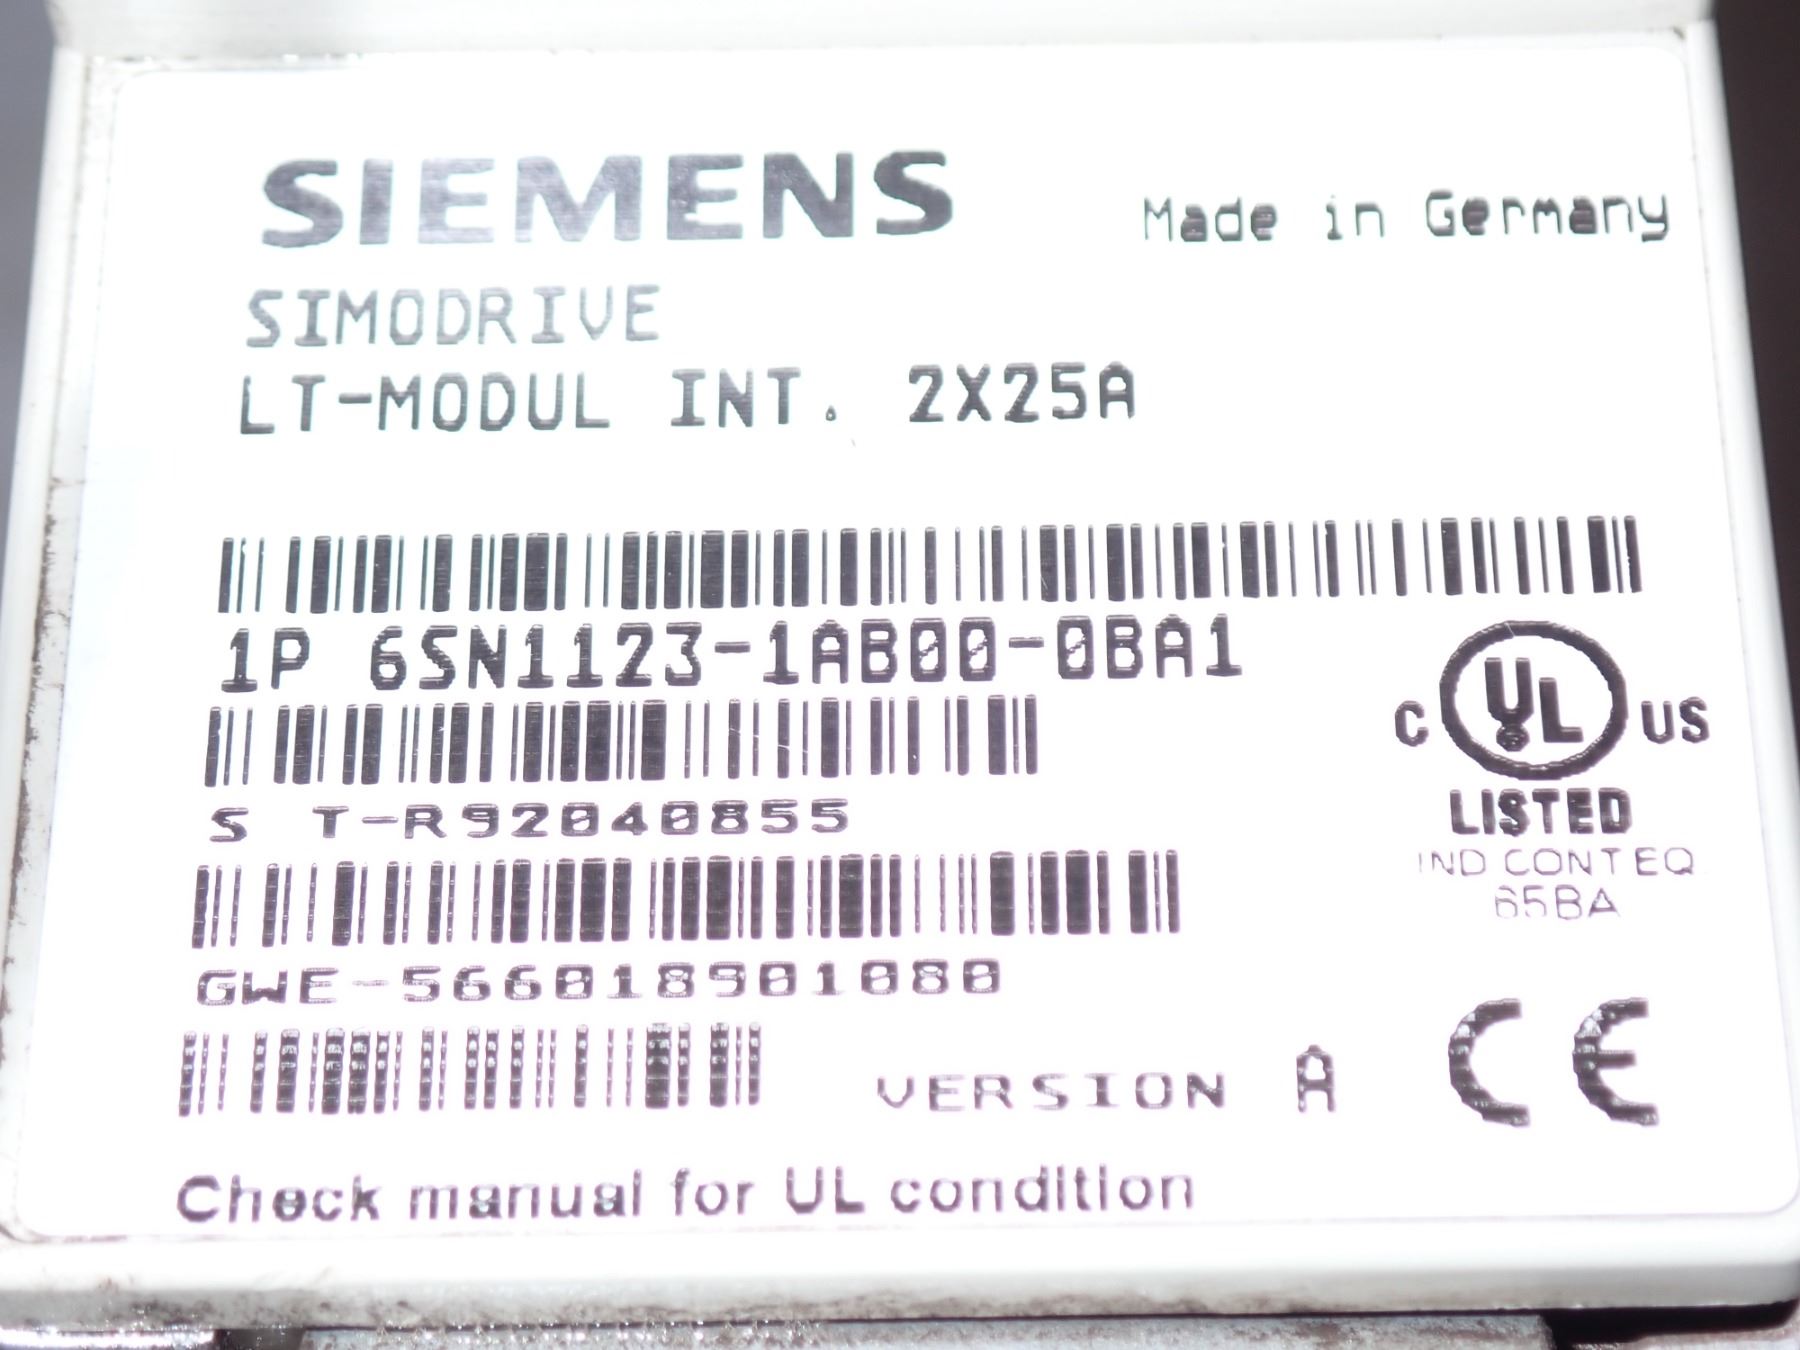 SIEMENS
Made in Germany
SIMODRIVE
LT-MODUL INT. 2X25A
1P 6SN1123-1AB00-0BA1
C UL US
LISTED
IND CONT EQ
65BA
S T-R92040855
GWE-566018901080
VERSION A
CE
Check manual for UL condition